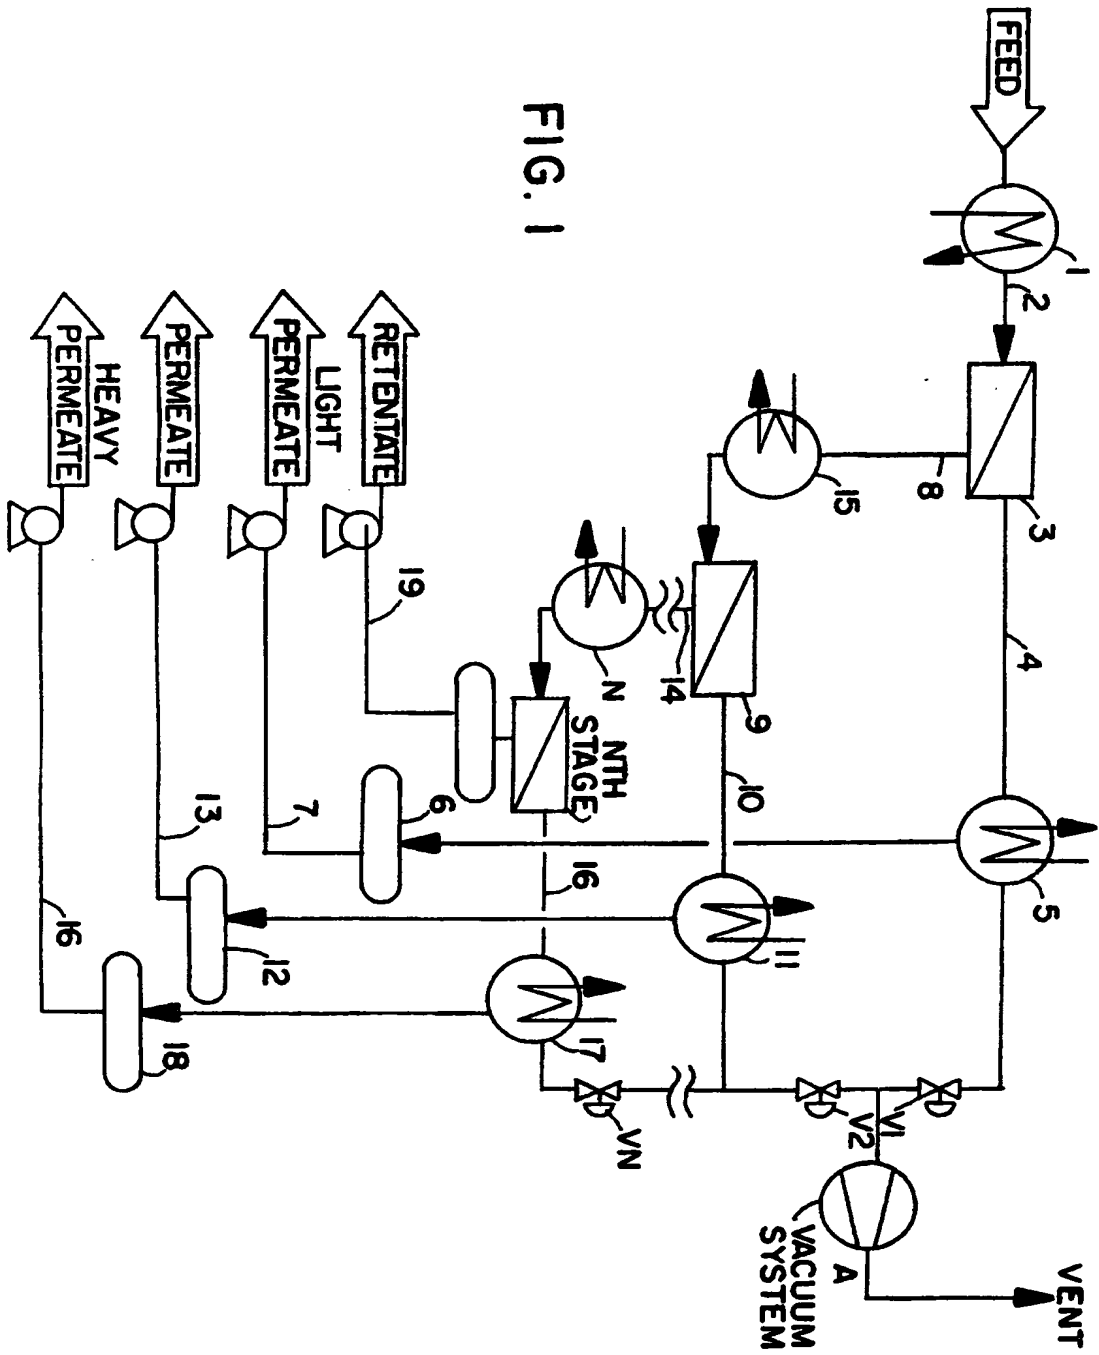 FIG. 1
FEED
1
2
3
4
5
8
15
9
10
11
14
N
NTH
STAGE
16
17
6
7
12
13
18
16
19
V1
V2
VN
A
VACUUM
SYSTEM
VENT
RETENTATE
LIGHT
PERMEATE
PERMEATE
HEAVY
PERMEATE